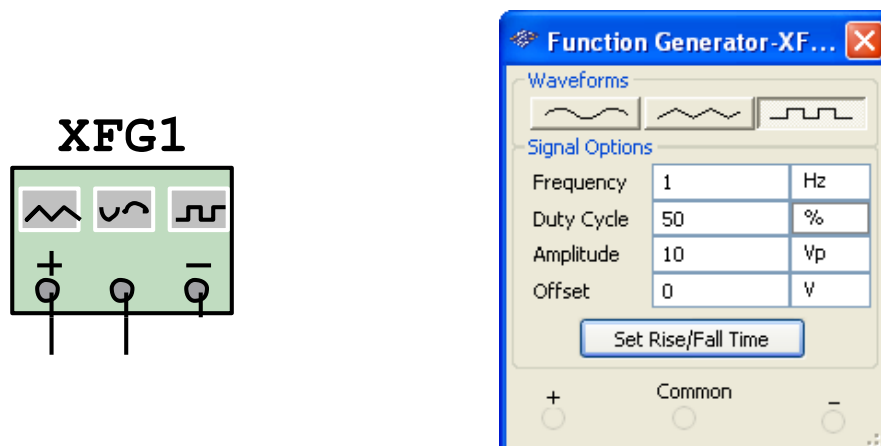 XFG1
+ −
Function Generator-XF...
Waveforms
Signal Options
Frequency 1 Hz
Duty Cycle 50 %
Amplitude 10 Vp
Offset 0 V
Set Rise/Fall Time
+ Common −